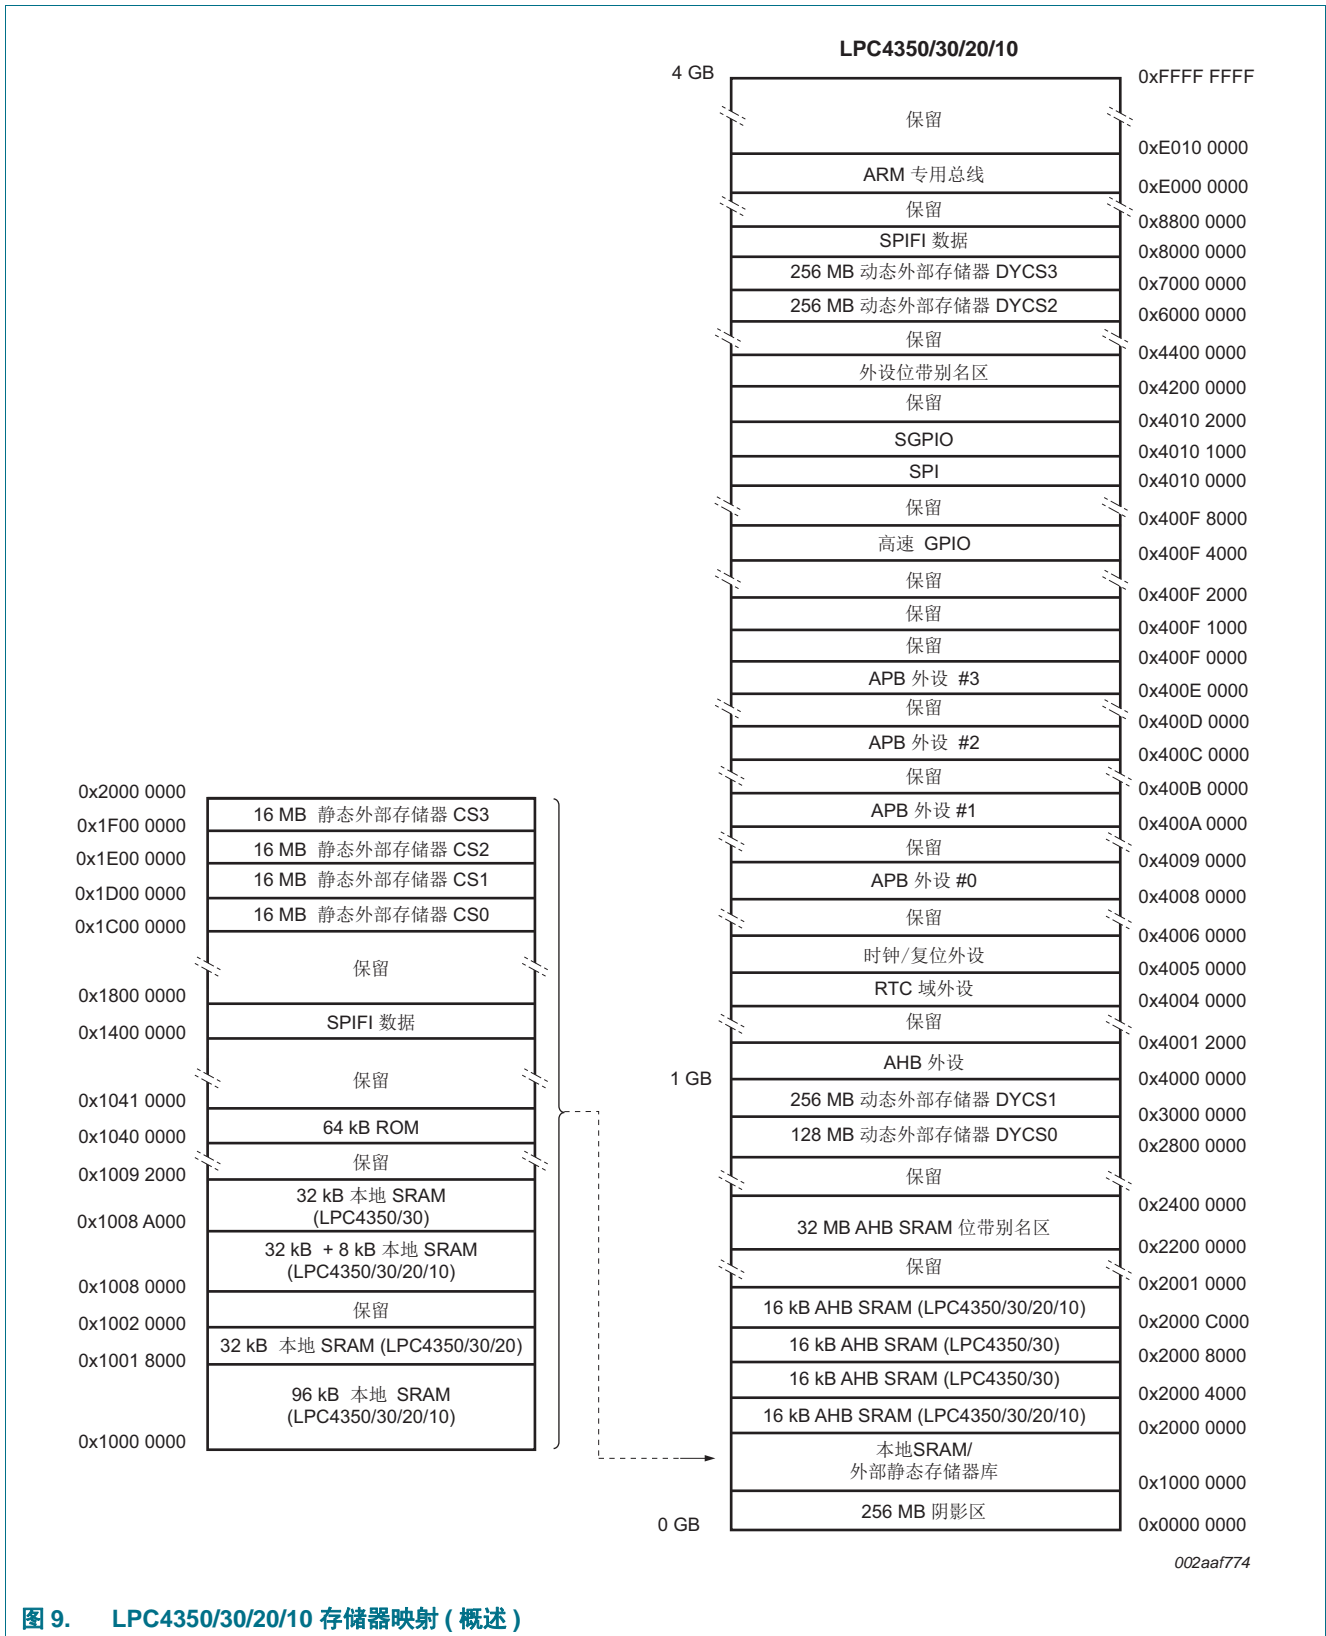 LPC4350/30/20/10
4 GB
0xFFFF FFFF
保留
0xE010 0000
ARM 专用总线
0xE000 0000
保留
0x8800 0000
SPIFI 数据
0x8000 0000
256 MB 动态外部存储器 DYCS3
0x7000 0000
256 MB 动态外部存储器 DYCS2
0x6000 0000
保留
0x4400 0000
外设位带别名区
0x4200 0000
保留
0x4010 2000
SGPIO
0x4010 1000
SPI
0x4010 0000
保留
0x400F 8000
高速 GPIO
0x400F 4000
保留
0x400F 2000
保留
0x400F 1000
保留
0x400F 0000
APB 外设 #3
0x400E 0000
保留
0x400D 0000
APB 外设 #2
0x400C 0000
保留
0x400B 0000
APB 外设 #1
0x400A 0000
保留
0x4009 0000
APB 外设 #0
0x4008 0000
保留
0x4006 0000
时钟/复位外设
0x4005 0000
RTC 域外设
0x4004 0000
保留
0x4001 2000
AHB 外设
1 GB
0x4000 0000
256 MB 动态外部存储器 DYCS1
0x3000 0000
128 MB 动态外部存储器 DYCS0
0x2800 0000
保留
0x2400 0000
32 MB AHB SRAM 位带别名区
0x2200 0000
保留
0x2001 0000
16 kB AHB SRAM (LPC4350/30/20/10)
0x2000 C000
16 kB AHB SRAM (LPC4350/30)
0x2000 8000
16 kB AHB SRAM (LPC4350/30)
0x2000 4000
16 kB AHB SRAM (LPC4350/30/20/10)
0x2000 0000
本地SRAM/
外部静态存储器库
0x1000 0000
256 MB 阴影区
0 GB
0x0000 0000
0x2000 0000
16 MB 静态外部存储器 CS3
0x1F00 0000
16 MB 静态外部存储器 CS2
0x1E00 0000
16 MB 静态外部存储器 CS1
0x1D00 0000
16 MB 静态外部存储器 CS0
0x1C00 0000
保留
0x1800 0000
SPIFI 数据
0x1400 0000
保留
0x1041 0000
64 kB ROM
0x1040 0000
保留
0x1009 2000
32 kB 本地 SRAM
(LPC4350/30)
0x1008 A000
32 kB + 8 kB 本地 SRAM
(LPC4350/30/20/10)
0x1008 0000
保留
0x1002 0000
32 kB 本地 SRAM (LPC4350/30/20)
0x1001 8000
96 kB 本地 SRAM
(LPC4350/30/20/10)
0x1000 0000
002aaf774
图 9. LPC4350/30/20/10 存储器映射 ( 概述 )